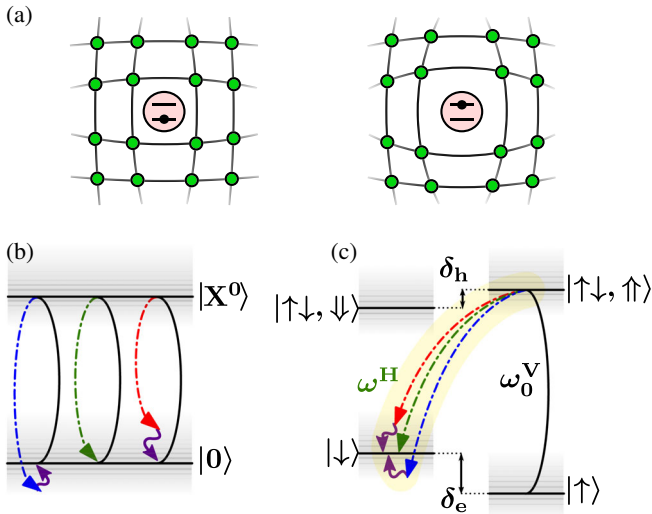 (a)
(b)
|X⁰⟩
|0⟩
(c)
δₕ
|↑↓, ⇓⟩
|↑↓, ⇑⟩
ωᴴ
ω₀ⱽ
|↓⟩
δₑ
|↑⟩